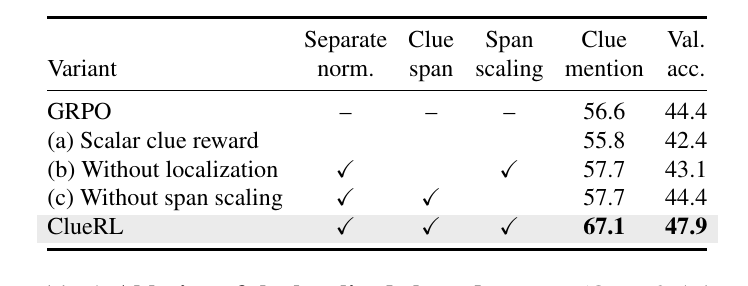 Separate Clue Span Clue Val.
Variant norm. span scaling mention acc.
GRPO – – – 56.6 44.4
(a) Scalar clue reward 55.8 42.4
(b) Without localization ✓ ✓ 57.7 43.1
(c) Without span scaling ✓ ✓ 57.7 44.4
ClueRL ✓ ✓ ✓ 67.1 47.9